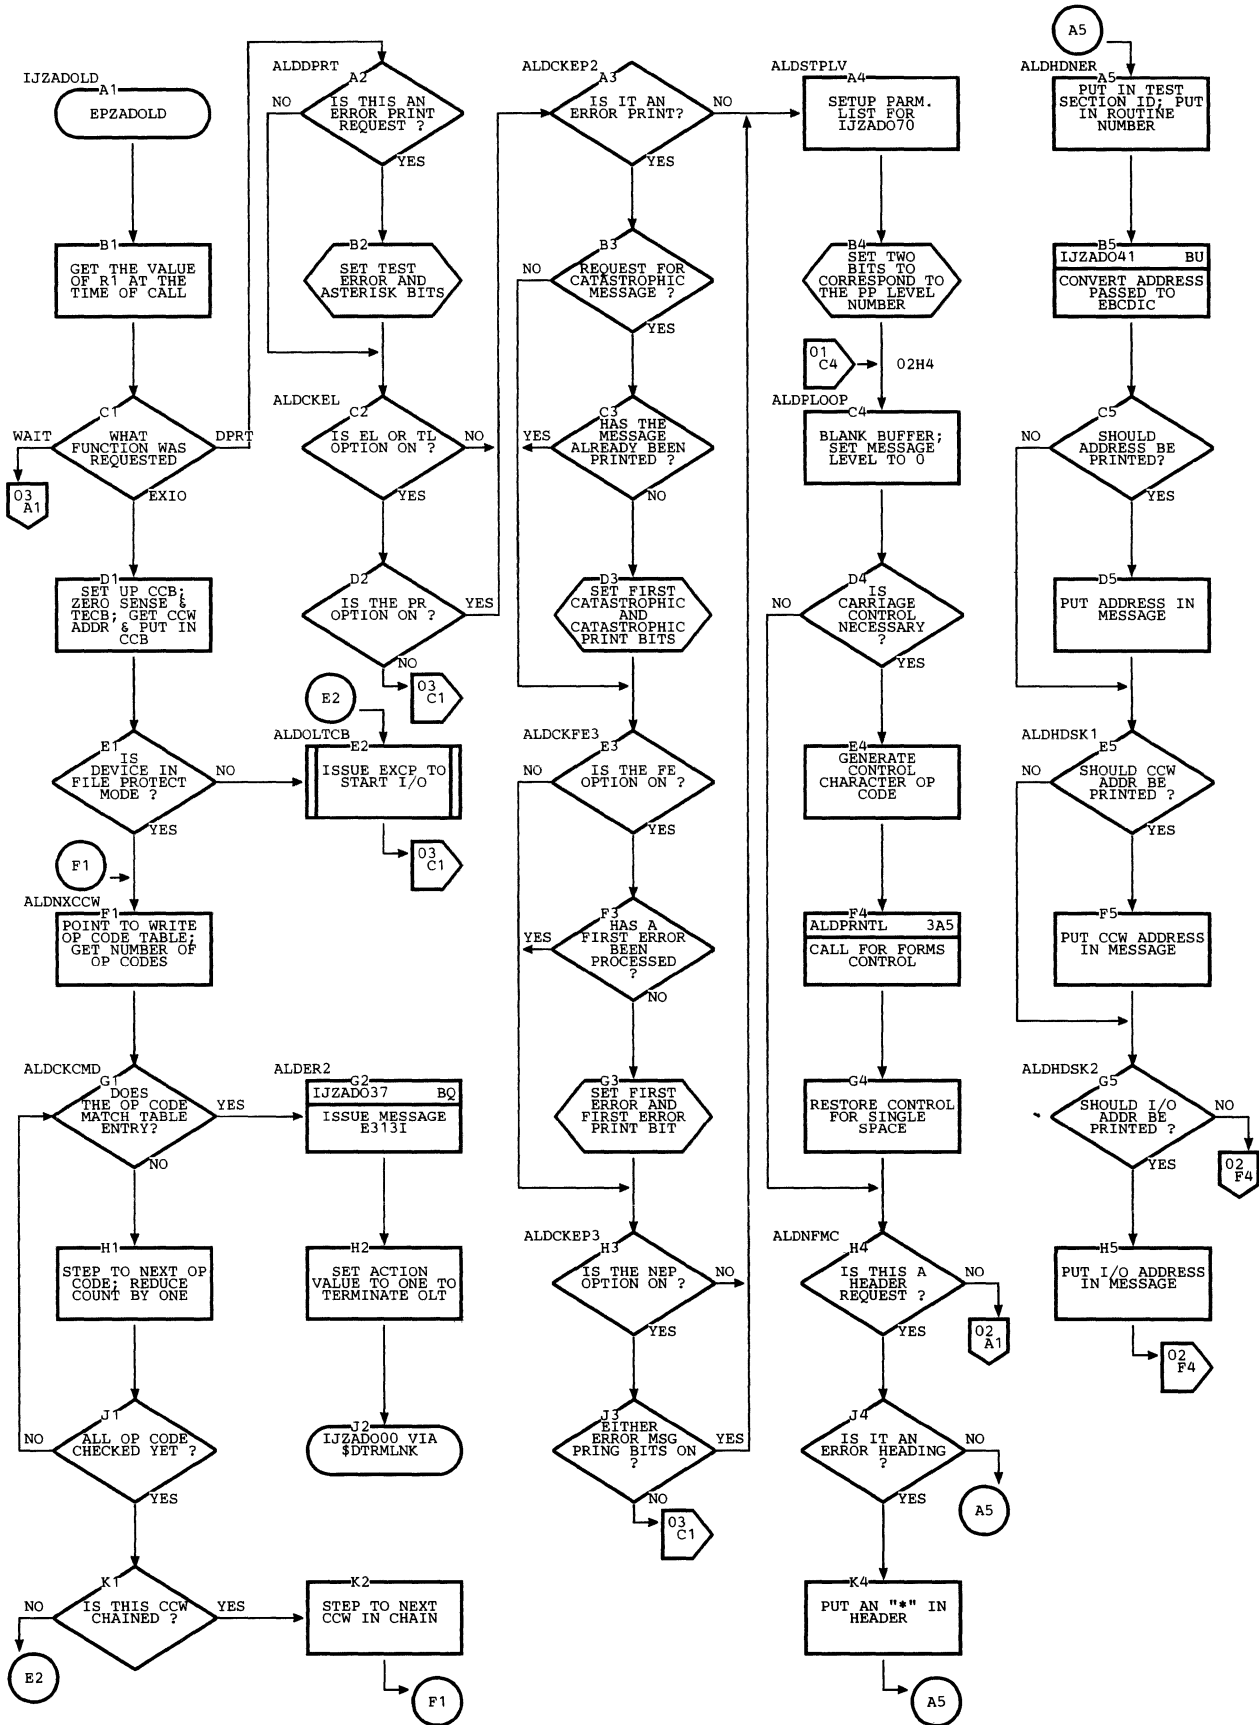 IJZADOLD
A1
EPZADOLD
B1
GET THE VALUE
OF R1 AT THE
TIME OF CALL
C1
WHAT
FUNCTION WAS
REQUESTED
WAIT
DPRT
EXIO
03
A1
D1
SET UP CCB;
ZERO SENSE &
TECB; GET CCW
ADDR & PUT IN
CCB
E1
IS
DEVICE IN
FILE PROTECT
MODE ?
NO
YES
F1
ALDNXCCW
F1
POINT TO WRITE
OP CODE TABLE;
GET NUMBER OF
OP CODES
ALDCKCMD
G1
DOES
THE OP CODE
MATCH TABLE
ENTRY?
YES
NO
H1
STEP TO NEXT OP
CODE; REDUCE
COUNT BY ONE
J1
ALL OP CODE
CHECKED YET ?
NO
YES
K1
IS THIS CCW
CHAINED ?
NO
YES
E2
ALDDPRT
A2
IS THIS AN
ERROR PRINT
REQUEST ?
NO
YES
B2
SET TEST
ERROR AND
ASTERISK BITS
ALDCKEL
C2
IS EL OR TL
OPTION ON ?
NO
YES
D2
IS THE PR
OPTION ON ?
YES
NO
03
C1
E2
ALDOLTCB
E2
ISSUE EXCP TO
START I/O
03
C1
ALDER2
G2
IJZADO37 BQ
ISSUE MESSAGE
E313I
H2
SET ACTION
VALUE TO ONE TO
TERMINATE OLT
J2
IJZADO00 VIA
$DTRMLNK
K2
STEP TO NEXT
CCW IN CHAIN
F1
ALDCKEP2
A3
IS IT AN
ERROR PRINT?
NO
YES
B3
REQUEST FOR
CATASTROPHIC
MESSAGE ?
NO
YES
C3
HAS THE
MESSAGE
ALREADY BEEN
PRINTED ?
YES
NO
D3
SET FIRST
CATASTROPHIC
AND
CATASTROPHIC
PRINT BITS
ALDCKFE3
E3
IS THE FE
OPTION ON ?
NO
YES
F3
HAS A
FIRST ERROR
BEEN
PROCESSED
?
YES
NO
G3
SET FIRST
ERROR AND
FIRST ERROR
PRINT BIT
ALDCKEP3
H3
IS THE NEP
OPTION ON ?
NO
YES
J3
EITHER
ERROR MSG
PRING BITS ON
?
YES
NO
03
C1
ALDSTPLV
A4
SETUP PARM.
LIST FOR
IJZADO70
B4
SET TWO
BITS TO
CORRESPOND TO
THE PP LEVEL
NUMBER
01
C4
02H4
ALDPLOOP
C4
BLANK BUFFER;
SET MESSAGE
LEVEL TO 0
D4
IS
CARRIAGE
CONTROL
NECESSARY
?
NO
YES
E4
GENERATE
CONTROL
CHARACTER OP
CODE
F4
ALDPRNTL 3A5
CALL FOR FORMS
CONTROL
G4
RESTORE CONTROL
FOR SINGLE
SPACE
ALDNFMC
H4
IS THIS A
HEADER
REQUEST ?
NO
YES
02
A1
J4
IS IT AN
ERROR HEADING
?
NO
YES
A5
K4
PUT AN "*" IN
HEADER
A5
A5
ALDHDNER
A5
PUT IN TEST
SECTION ID; PUT
IN ROUTINE
NUMBER
B5
IJZADO41 BU
CONVERT ADDRESS
PASSED TO
EBCDIC
C5
SHOULD
ADDRESS BE
PRINTED?
NO
YES
D5
PUT ADDRESS IN
MESSAGE
ALDHDSK1
E5
SHOULD CCW
ADDR BE
PRINTED ?
NO
YES
F5
PUT CCW ADDRESS
IN MESSAGE
ALDHDSK2
G5
SHOULD I/O
ADDR BE
PRINTED ?
NO
YES
02
F4
H5
PUT I/O ADDRESS
IN MESSAGE
02
F4